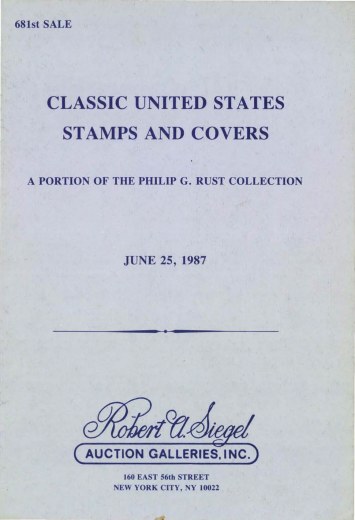 681st SALE
CLASSIC UNITED STATES
STAMPS AND COVERS
A PORTION OF THE PHILIP G. RUST COLLECTION
JUNE 25, 1987
Robert A. Siegel
AUCTION GALLERIES, INC.
160 EAST 56th STREET
NEW YORK CITY, NY 10022